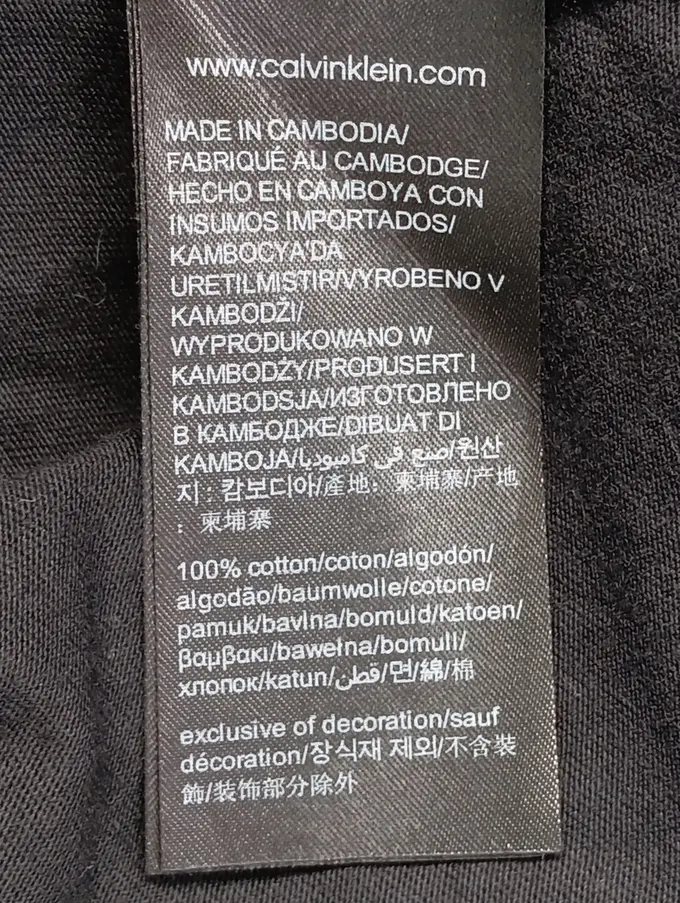 www.calvinklein.com
MADE IN CAMBODIA/
FABRIQUÉ AU CAMBODGE/
HECHO EN CAMBOYA CON
INSUMOS IMPORTADOS/
KAMBOCYA'DA
URETILMISTIR/VYROBENO V
KAMBODŽI/
WYPRODUKOWANO W
KAMBODŻY/PRODUSERT I
KAMBODSJA/ИЗГОТОВЛЕНО
В КАМБОДЖЕ/DIBUAT DI
KAMBOJA/صنع في كامبوديا/원산
지 : 캄보디아/產地: 柬埔寨/产地
: 柬埔寨
100% cotton/coton/algodón/
algodão/baumwolle/cotone/
pamuk/bavlna/bomuld/katoen/
βαμβακι/bawełna/bomull/
хлопок/katun/قطن/면/綿/棉
exclusive of decoration/sauf
décoration/장식재 제외/不含裝
飾/装饰部分除外